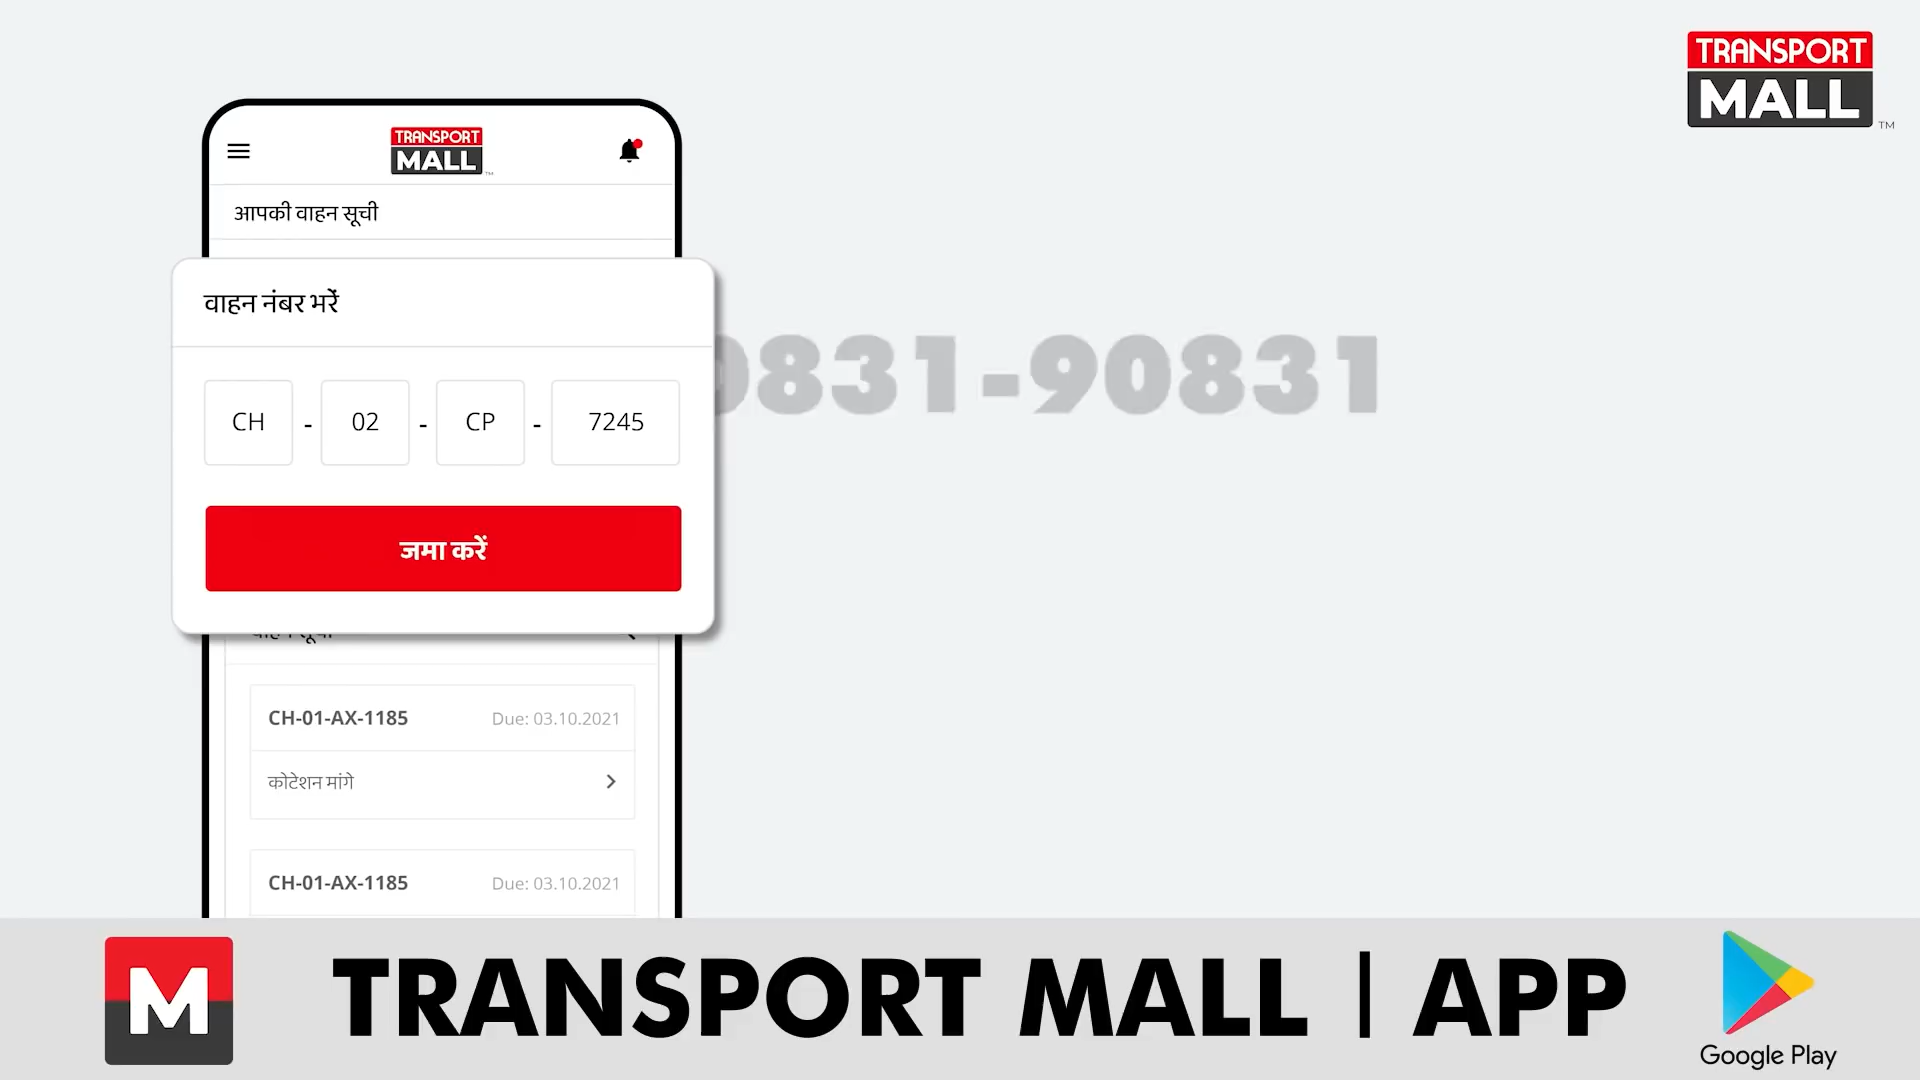 TRANSPORT
MALL
TM
TRANSPORT
MALL
TM
आपकी वाहन सूची
वाहन नंबर भरें
CH - 02 - CP - 7245
जमा करें
831-90831
वाहन सूची
CH-01-AX-1185 Due: 03.10.2021
कोटेशन मांगे
CH-01-AX-1185 Due: 03.10.2021
M
TRANSPORT MALL | APP
Google Play